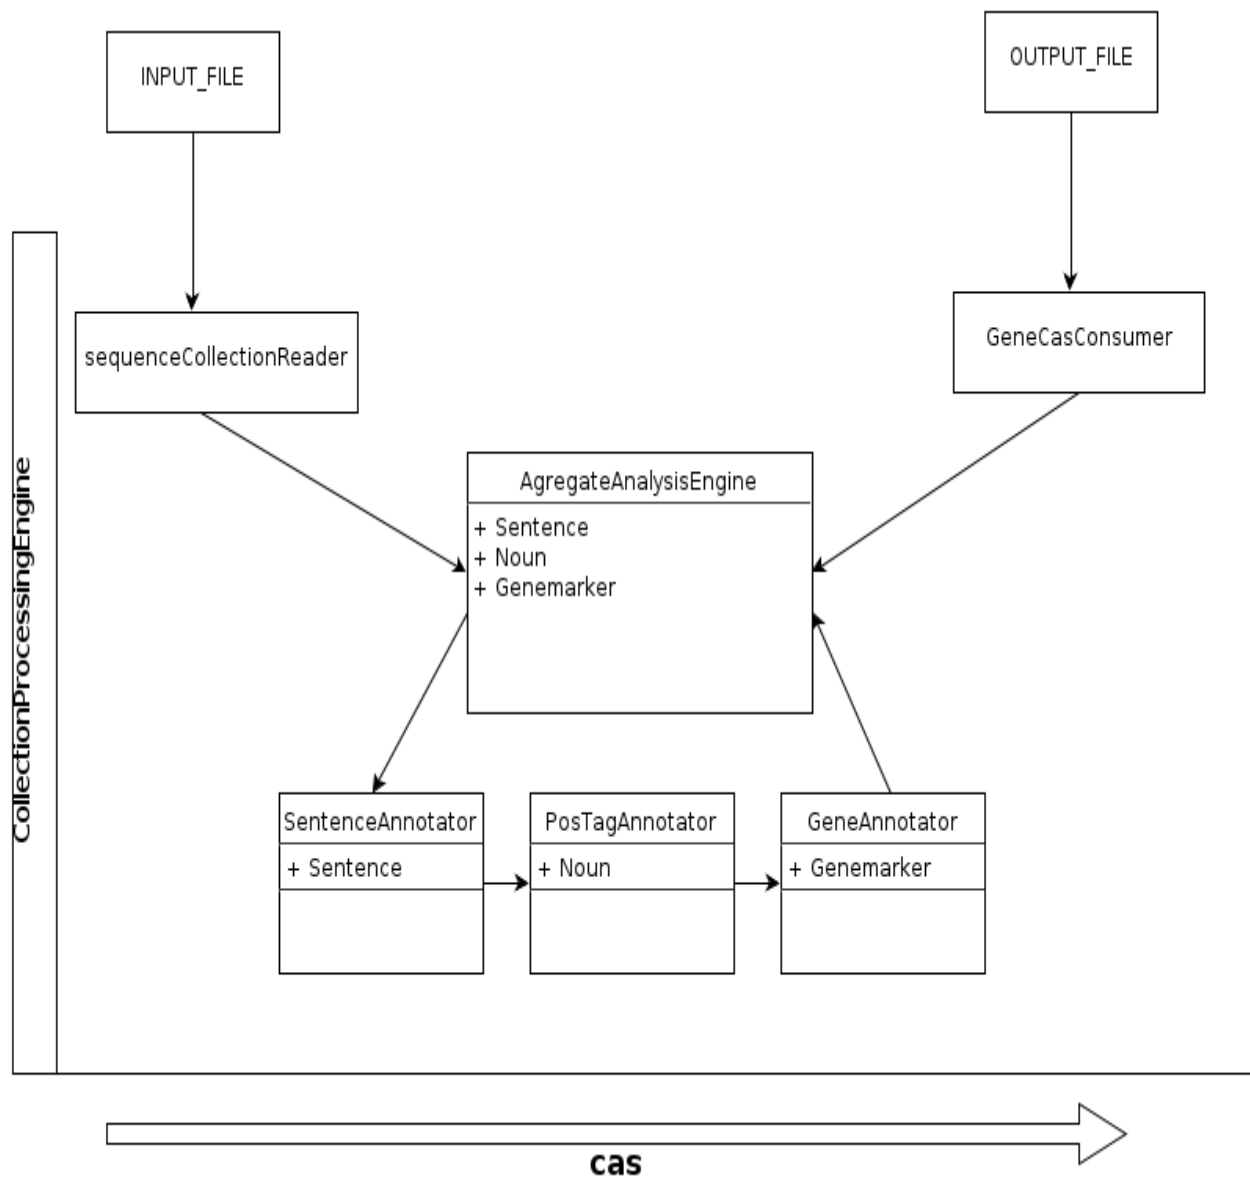 INPUT_FILE
OUTPUT_FILE
sequenceCollectionReader
GeneCasConsumer
CollectionProcessingEngine
AgregateAnalysisEngine
+ Sentence
+ Noun
+ Genemarker
SentenceAnnotator
+ Sentence
PosTagAnnotator
+ Noun
GeneAnnotator
+ Genemarker
cas